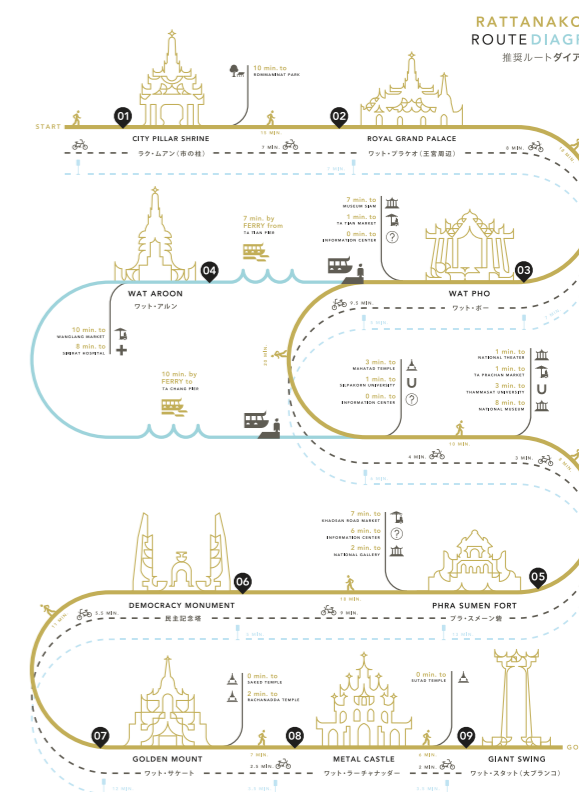 RATTANAKO
ROUTE DIAGR
推奨ルートダイア
START
01
10 min. to
ROMMANINAT PARK
02
10 MIN.
CITY PILLAR SHRINE
ラク・ムアン(市の柱)
7 MIN.
ROYAL GRAND PALACE
ワット・プラケオ(王宮周辺)
8 MIN.
7 min. to
MUSEUM SIAM
1 min. to
TA TIAN MARKET
0 min. to
INFORMATION CENTER
?
7 min. by
FERRY from
TA TIAN PIER
04
03
WAT AROON
ワット・アルン
WAT PHO
ワット・ポー
9.5 MIN.
10 min. to
WANGLANG MARKET
8 min. to
SIRIRAT HOSPITAL
10 min. by
FERRY to
TA CHANG PIER
3 min. to
MAHATAD TEMPLE
1 min. to
SILPAKORN UNIVERSITY
0 min. to
INFORMATION CENTER
?
1 min. to
NATIONAL THEATER
1 min. to
TA PRACHAN MARKET
3 min. to
THAMMASAT UNIVERSITY
8 min. to
NATIONAL MUSEUM
10 MIN.
4 MIN.
3 MIN.
7 min. to
KHAOSAN ROAD MARKET
6 min. to
INFORMATION CENTER
?
2 min. to
NATIONAL GALLERY
06
05
DEMOCRACY MONUMENT
民主記念塔
PHRA SUMEN FORT
プラ・スメーン砦
5.5 MIN.
9 MIN.
0 min. to
SAKED TEMPLE
2 min. to
RACHANADDA TEMPLE
0 min. to
SUTAD TEMPLE
07
08
09
GO
GOLDEN MOUNT
ワット・サケート
7 MIN.
2.5 MIN.
METAL CASTLE
ワット・ラーチャナッダー
2 MIN.
GIANT SWING
ワット・スタット(大ブランコ)